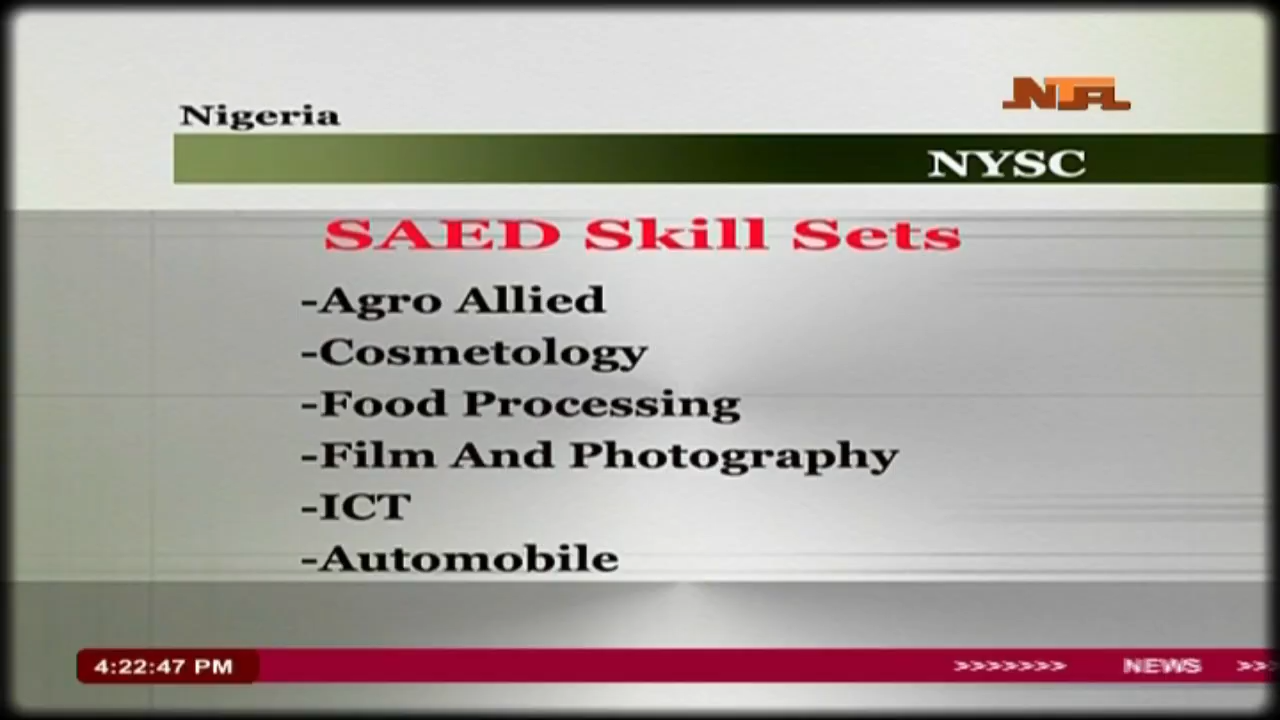 Nigeria
NTA
NYSC
SAED Skill Sets
-Agro Allied
-Cosmetology
-Food Processing
-Film And Photography
-ICT
-Automobile
4:22:47 PM >>>>>>> NEWS >>>